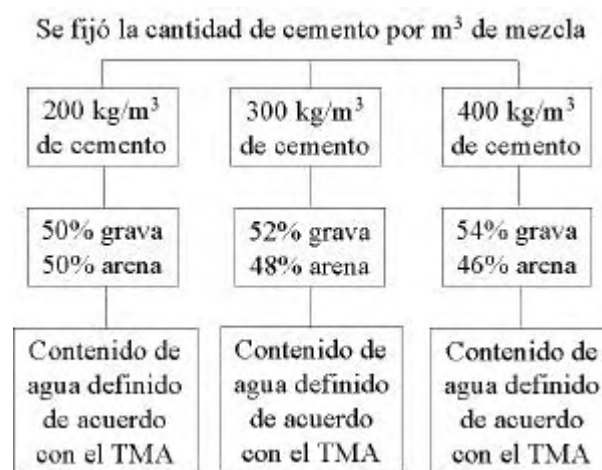 Se fijó la cantidad de cemento por m³ de mezcla
200 kg/m³
de cemento
50% grava
50% arena
Contenido de
agua definido
de acuerdo
con el TMA
300 kg/m³
de cemento
52% grava
48% arena
Contenido de
agua definido
de acuerdo
con el TMA
400 kg/m³
de cemento
54% grava
46% arena
Contenido de
agua definido
de acuerdo
con el TMA